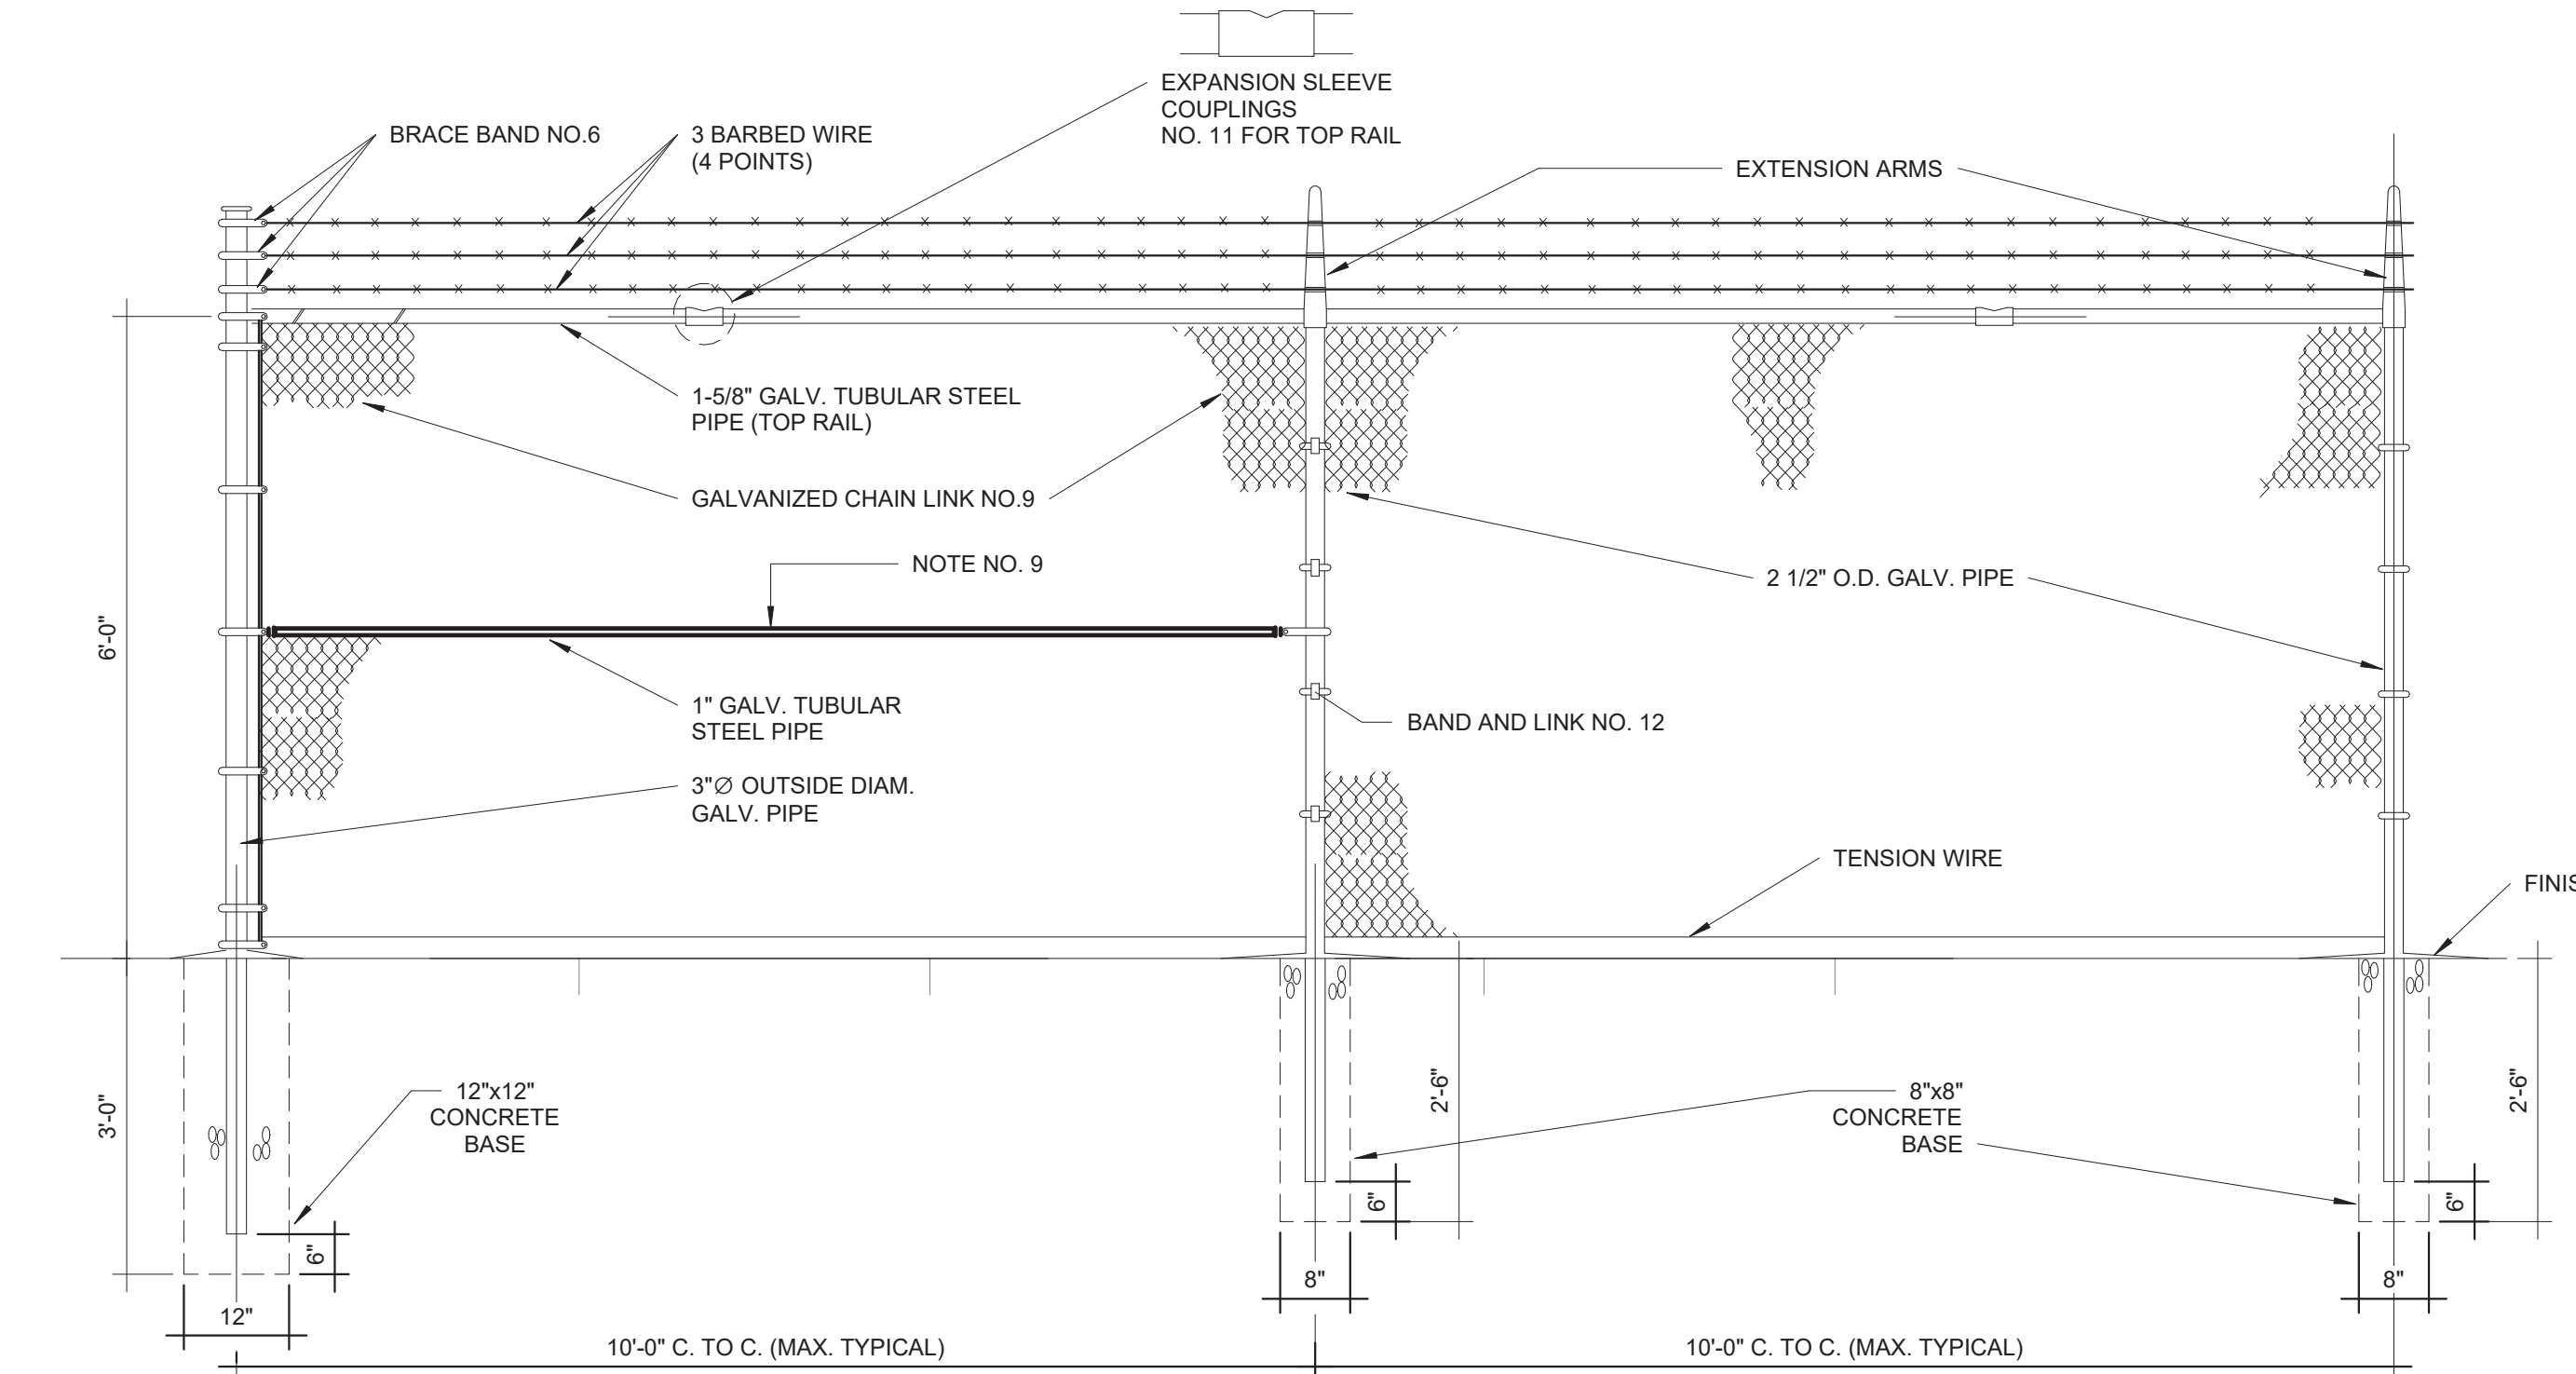 EXPANSION SLEEVE
COUPLINGS
NO. 11 FOR TOP RAIL
BRACE BAND NO.6
3 BARBED WIRE
(4 POINTS)
EXTENSION ARMS
1-5/8" GALV. TUBULAR STEEL
PIPE (TOP RAIL)
GALVANIZED CHAIN LINK NO.9
NOTE NO. 9
2 1/2" O.D. GALV. PIPE
6'-0"
1" GALV. TUBULAR
STEEL PIPE
BAND AND LINK NO. 12
3"∅ OUTSIDE DIAM.
GALV. PIPE
TENSION WIRE
FINIS
3'-0"
12"x12"
CONCRETE
BASE
2'-6"
8"x8"
CONCRETE
BASE
2'-6"
6"
6"
6"
12"
8"
8"
10'-0" C. TO C. (MAX. TYPICAL)
10'-0" C. TO C. (MAX. TYPICAL)